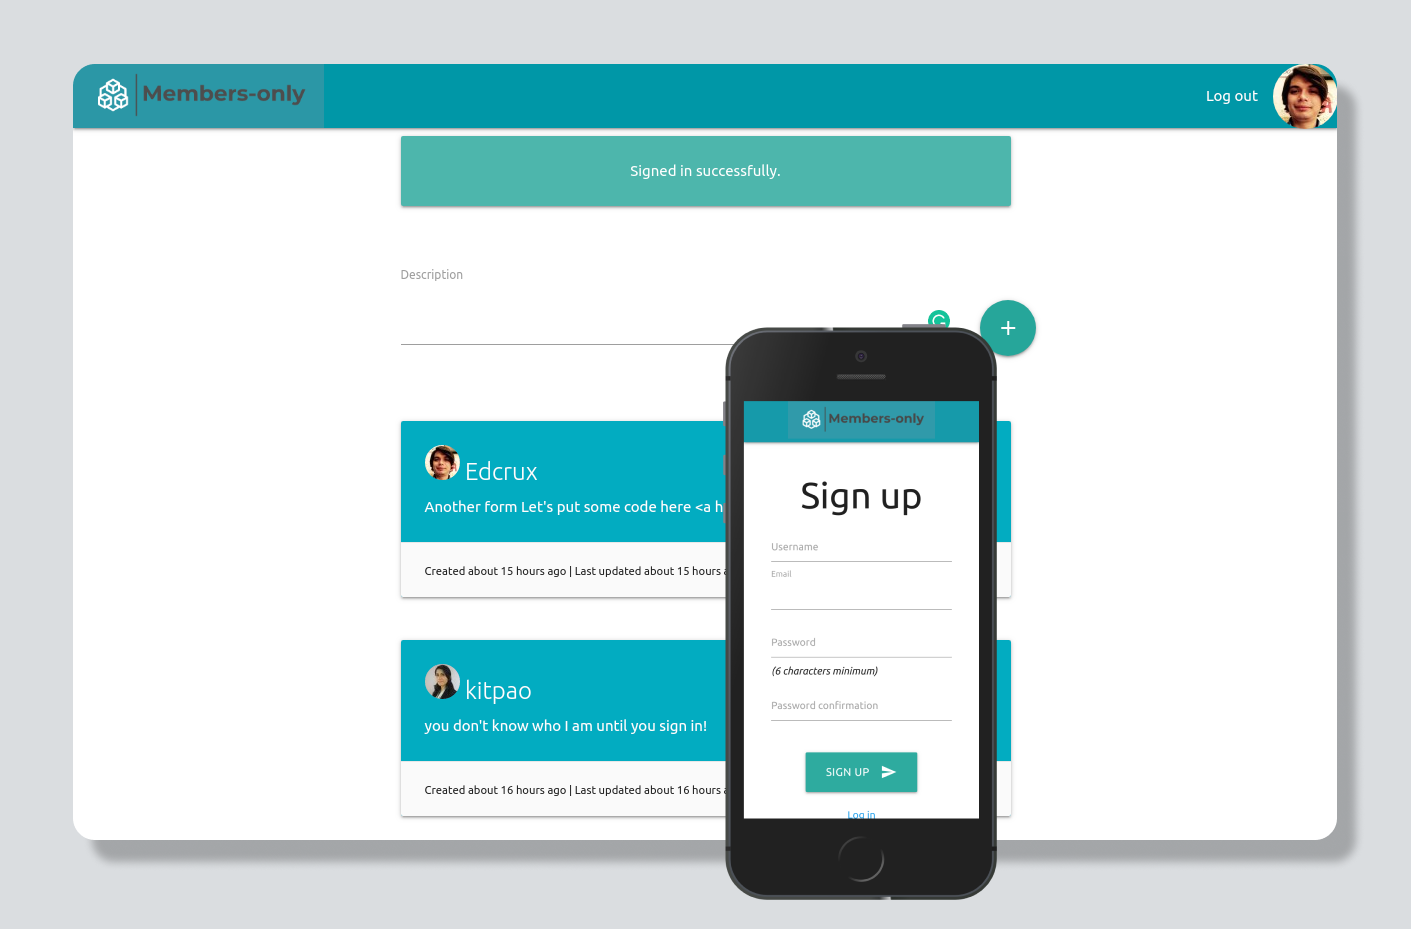 Members-only
Log out
Signed in successfully.
Description
Edcrux
Another form Let's put some code here <a h
Created about 15 hours ago | Last updated about 15 hours
kitpao
you don't know who I am until you sign in!
Created about 16 hours ago | Last updated about 16 hours
Members-only
Sign up
Username
Email
Password
(6 characters minimum)
Password confirmation
SIGN UP
Log in